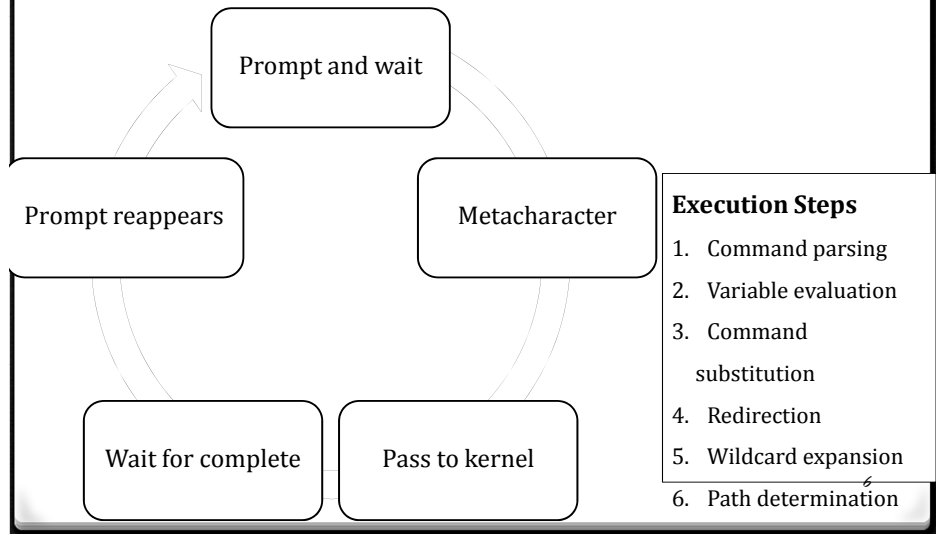 Prompt and wait
Prompt reappears
Metacharacter
Wait for complete
Pass to kernel
Execution Steps
1. Command parsing
2. Variable evaluation
3. Command
substitution
4. Redirection
5. Wildcard expansion
6
6. Path determination